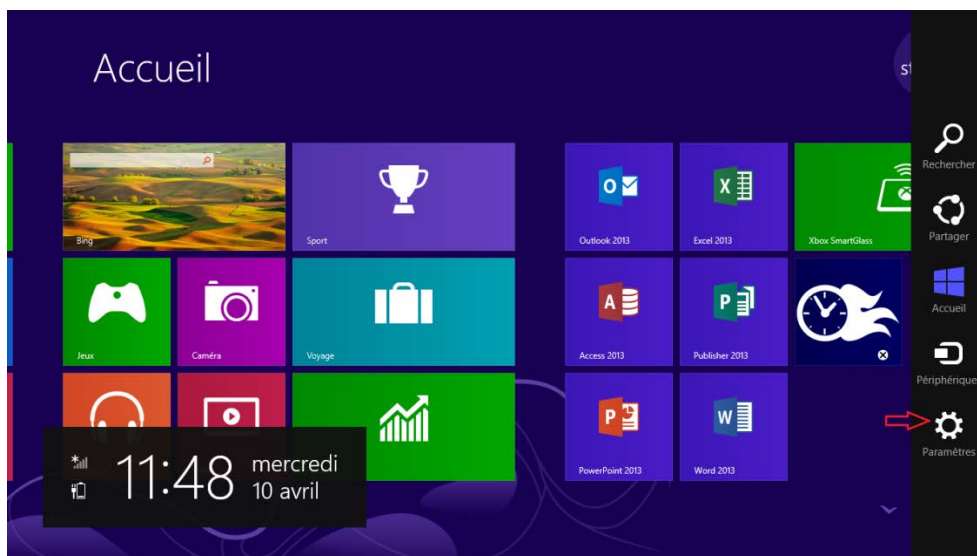 Accueil
Rechercher
Bing
Sport
Outlook 2013
Excel 2013
Xbox SmartGlass
Partager
Accueil
Jeux
Caméra
Voyage
Access 2013
Publisher 2013
Périphérique
PowerPoint 2013
Word 2013
Paramètres
11:48
mercredi
10 avril